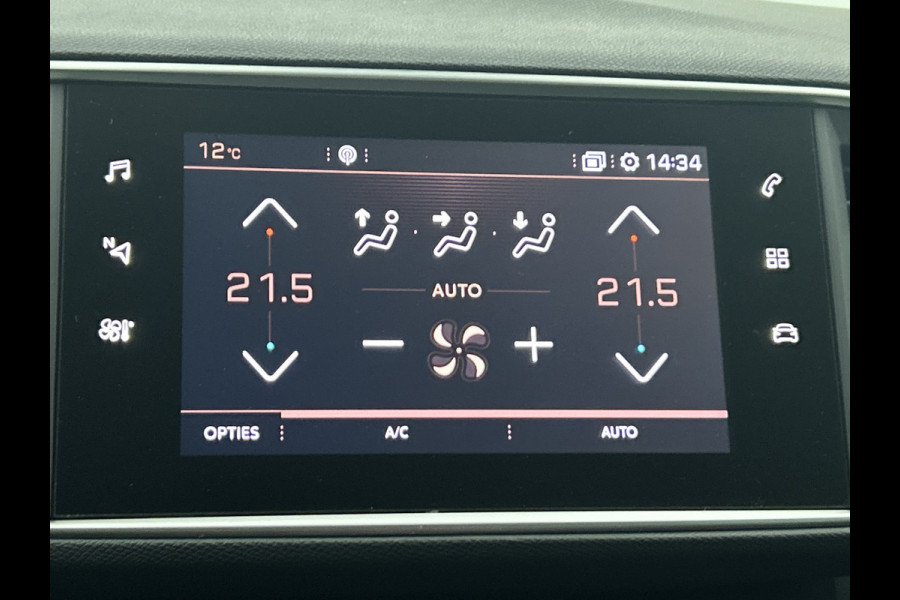 12°C 14:34
N
21.5 21.5
AUTO
OPTIES A/C AUTO